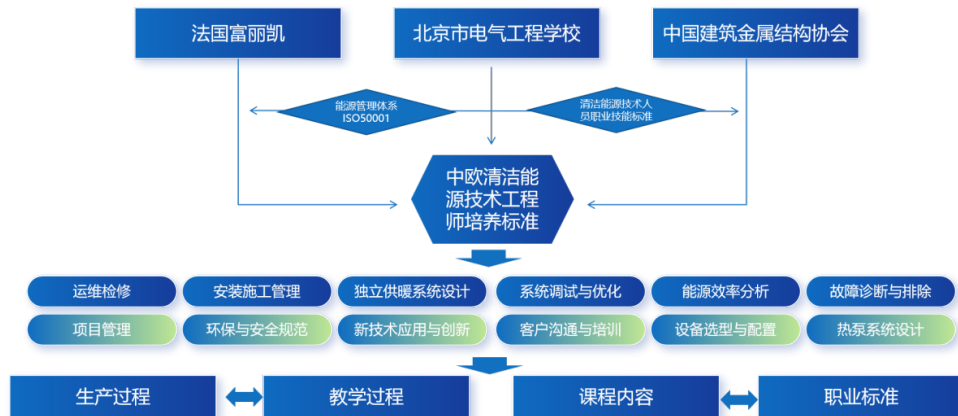 法国富丽凯
北京市电气工程学校
中国建筑金属结构协会
能源管理体系
ISO50001
清洁能源技术人
员职业技能标准
中欧清洁能
源技术工程
师培养标准
运维检修
安装施工管理
独立供暖系统设计
系统调试与优化
能源效率分析
故障诊断与排除
项目管理
环保与安全规范
新技术应用与创新
客户沟通与培训
设备选型与配置
热泵系统设计
生产过程
教学过程
课程内容
职业标准